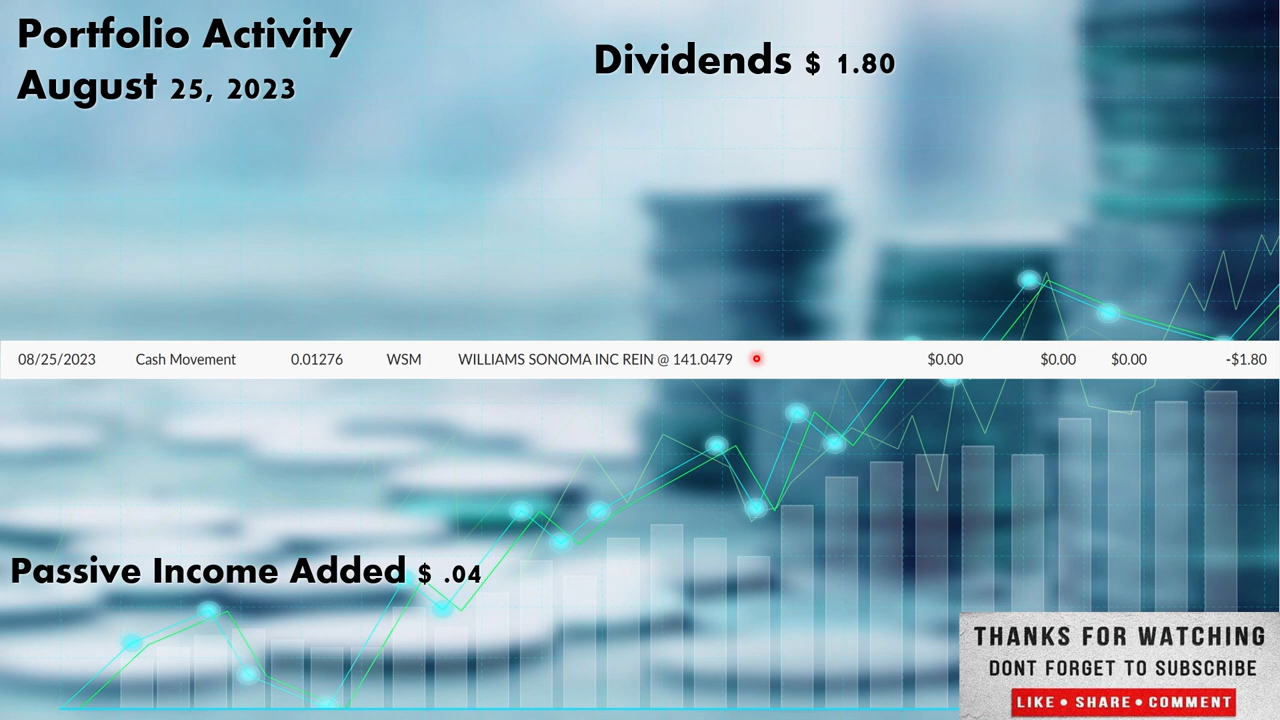 Portfolio Activity
August 25, 2023
Dividends $ 1.80
08/25/2023 Cash Movement 0.01276 WSM WILLIAMS SONOMA INC REIN @ 141.0479 $0.00 $0.00 $0.00 -$1.80
Passive Income Added $ .04
THANKS FOR WATCHING
DONT FORGET TO SUBSCRIBE
LIKE • SHARE • COMMENT